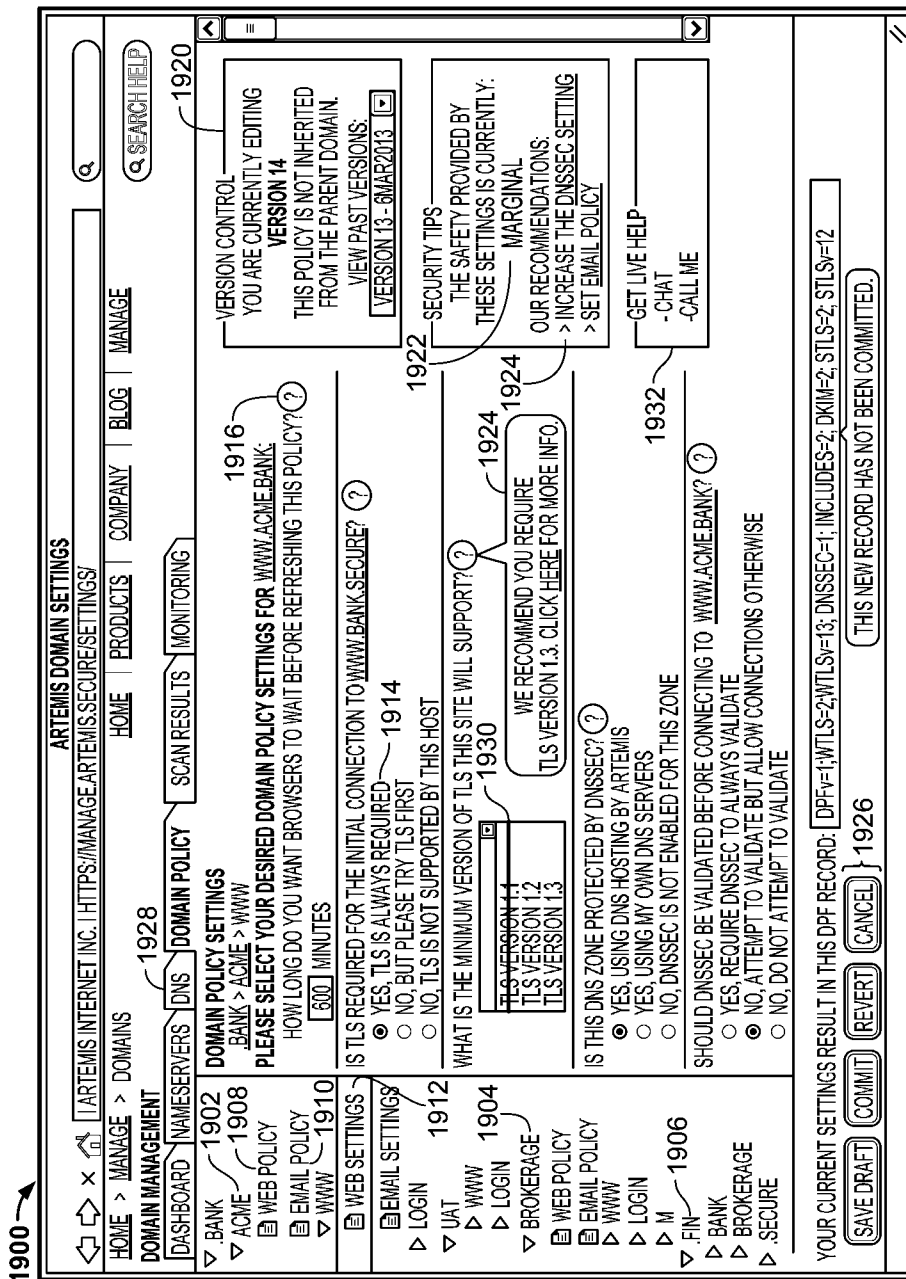 1900
ARTEMIS DOMAIN SETTINGS
| ARTEMIS INTERNET INC. | HTTPS://MANAGE.ARTEMIS.SECURE/SETTINGS/
HOME > MANAGE > DOMAINS
HOME | PRODUCTS | COMPANY | BLOG | MANAGE
SEARCH HELP
DOMAIN MANAGEMENT
1928
DASHBOARD NAMESERVERS DNS DOMAIN POLICY SCAN RESULTS MONITORING
.BANK
1902
ACME
1908
WEB POLICY
EMAIL POLICY
WWW
1910
WEB SETTINGS
1912
EMAIL SETTINGS
LOGIN
UAT
WWW
1904
LOGIN
BROKERAGE
WEB POLICY
EMAIL POLICY
WWW
LOGIN
M
1906
.FIN
BANK
BROKERAGE
.SECURE
DOMAIN POLICY SETTINGS
.BANK > ACME > WWW
PLEASE SELECT YOUR DESIRED DOMAIN POLICY SETTINGS FOR WWW.ACME.BANK:
1916
HOW LONG DO YOU WANT BROWSERS TO WAIT BEFORE REFRESHING THIS POLICY? ?
600 MINUTES
IS TLS REQUIRED FOR THE INITIAL CONNECTION TO WWW.BANK.SECURE? ?
YES, TLS IS ALWAYS REQUIRED
1914
NO, BUT PLEASE TRY TLS FIRST
NO, TLS IS NOT SUPPORTED BY THIS HOST
WHAT IS THE MINIMUM VERSION OF TLS THIS SITE WILL SUPPORT? ?
1924
1930
TLS VERSION 1.1
TLS VERSION 1.2
TLS VERSION 1.3
WE RECOMMEND YOU REQUIRE
TLS VERSION 1.3. CLICK HERE FOR MORE INFO.
IS THIS DNS ZONE PROTECTED BY DNSSEC? ?
YES, USING DNS HOSTING BY ARTEMIS
YES, USING MY OWN DNS SERVERS
NO, DNSSEC IS NOT ENABLED FOR THIS ZONE
SHOULD DNSSEC BE VALIDATED BEFORE CONNECTING TO WWW.ACME.BANK? ?
YES, REQUIRE DNSSEC TO ALWAYS VALIDATE
NO, ATTEMPT TO VALIDATE BUT ALLOW CONNECTIONS OTHERWISE
NO, DO NOT ATTEMPT TO VALIDATE
1920
VERSION CONTROL
YOU ARE CURRENTLY EDITING
VERSION 14
THIS POLICY IS NOT INHERITED
FROM THE PARENT DOMAIN.
VIEW PAST VERSIONS:
VERSION 13 - 6MAR2013
SECURITY TIPS
THE SAFETY PROVIDED BY
THESE SETTINGS IS CURRENTLY:
MARGINAL
1922
OUR RECOMMENDATIONS:
> INCREASE THE DNSSEC SETTING
> SET EMAIL POLICY
1924
GET LIVE HELP
- CHAT
-CALL ME
1932
YOUR CURRENT SETTINGS RESULT IN THIS DPF RECORD: DPFv=1;WTLS=2;WTLSv=13; DNSSEC=1; INCLUDES=2; DKIM=2; STLS=2; STLSv=12
SAVE DRAFT COMMIT REVERT CANCEL
1926
THIS NEW RECORD HAS NOT BEEN COMMITTED.